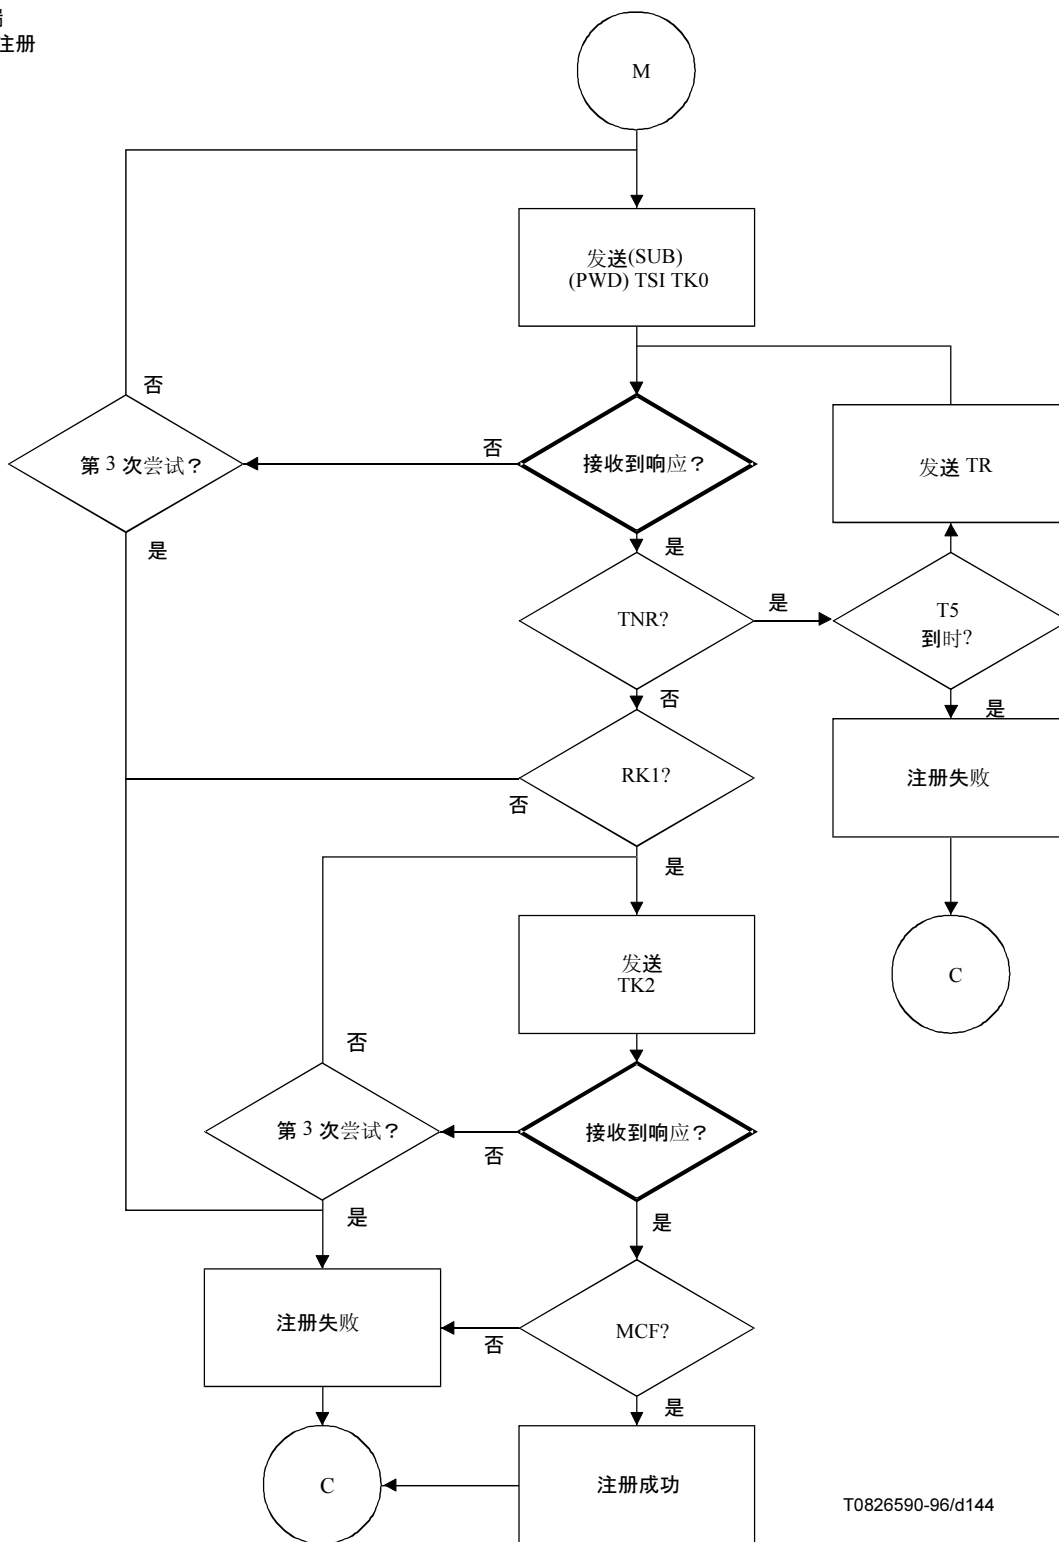 注册
M
发送(SUB)
(PWD) TSI TK0
否
第 3 次尝试？
是
否
接收到响应？
是
发送 TR
TNR?
是
T5
到时？
否
是
RK1?
否
是
注册失败
发送
TK2
C
否
第 3 次尝试？
是
否
接收到响应？
是
注册失败
否
MCF?
是
C
注册成功
T0826590-96/d144